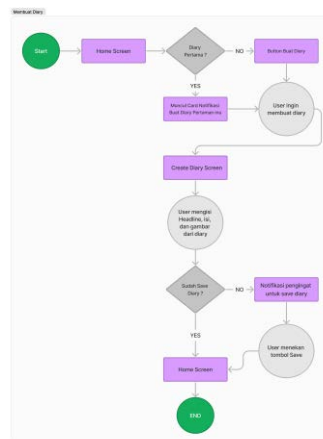 Membuat Diary
Start
Home Screen
Diary
Pertama ?
NO
Button Buat Diary
YES
Muncul Card Notifikasi
Buat Diary Pertama mu
User ingin
membuat diary
Create Diary Screen
User mengisi
Headline, isi,
dan gambar
dari diary
Sudah Save
Diary ?
NO
Notifikasi pengingat
untuk save diary
YES
User menekan
tombol Save
Home Screen
END